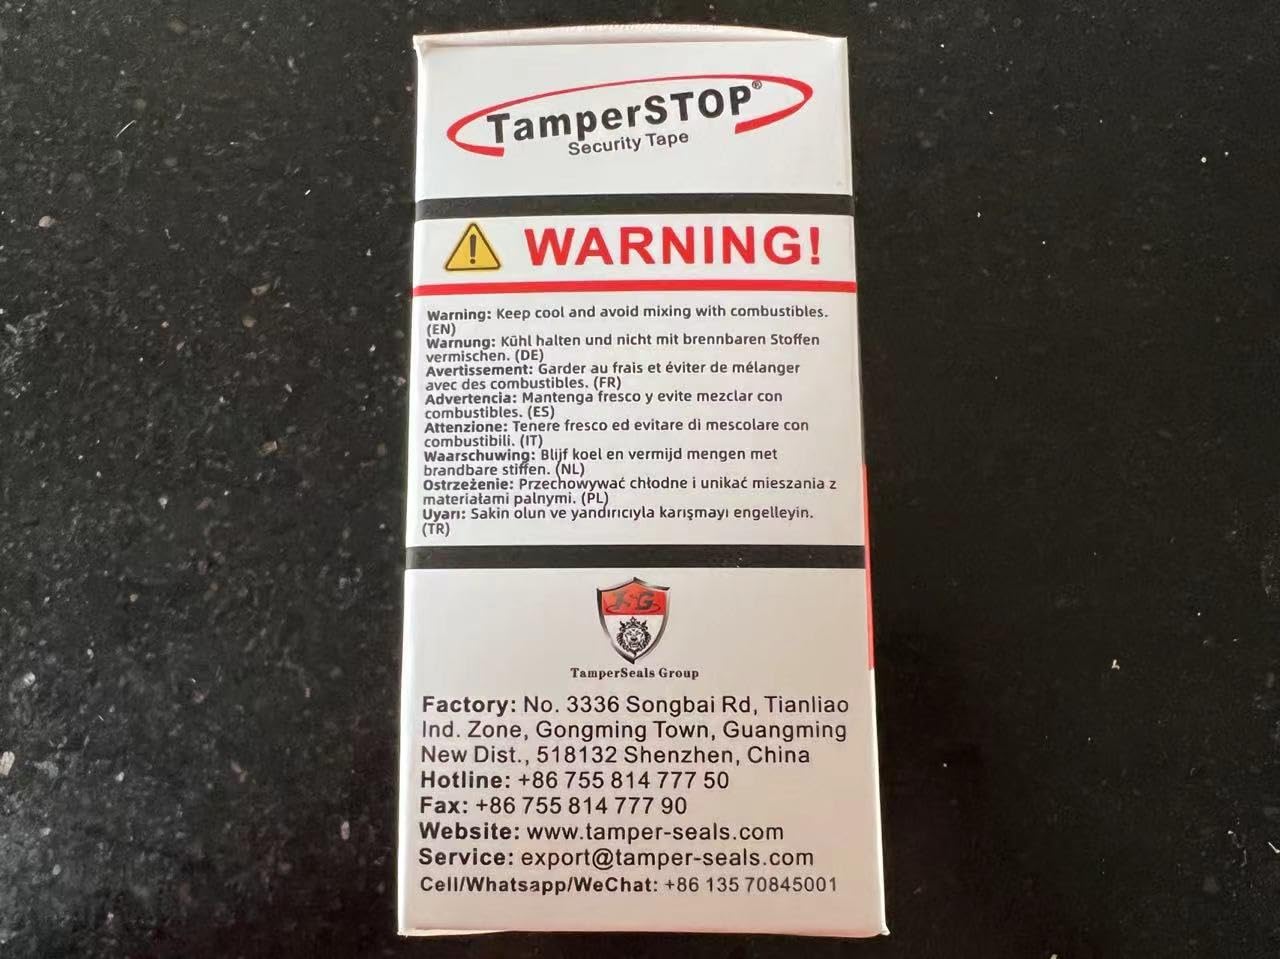 TamperSTOP®
Security Tape
WARNING!
Warning: Keep cool and avoid mixing with combustibles.
(EN)
Warnung: Kühl halten und nicht mit brennbaren Stoffen
vermischen. (DE)
Avertissement: Garder au frais et éviter de mélanger
avec des combustibles. (FR)
Advertencia: Mantenga fresco y evite mezclar con
combustibles. (ES)
Attenzione: Tenere fresco ed evitare di mescolare con
combustibili. (IT)
Waarschuwing: Blijf koel en vermijd mengen met
brandbare stiffen. (NL)
Ostrzeżenie: Przechowywać chłodne i unikać mieszania z
materiałami palnymi. (PL)
Uyarı: Sakin olun ve yandırıcıyla karışmayı engelleyin.
(TR)
TSG
TamperSeals Group
Factory: No. 3336 Songbai Rd, Tianliao
Ind. Zone, Gongming Town, Guangming
New Dist., 518132 Shenzhen, China
Hotline: +86 755 814 777 50
Fax: +86 755 814 777 90
Website: www.tamper-seals.com
Service: export@tamper-seals.com
Cell/Whatsapp/WeChat: +86 135 70845001